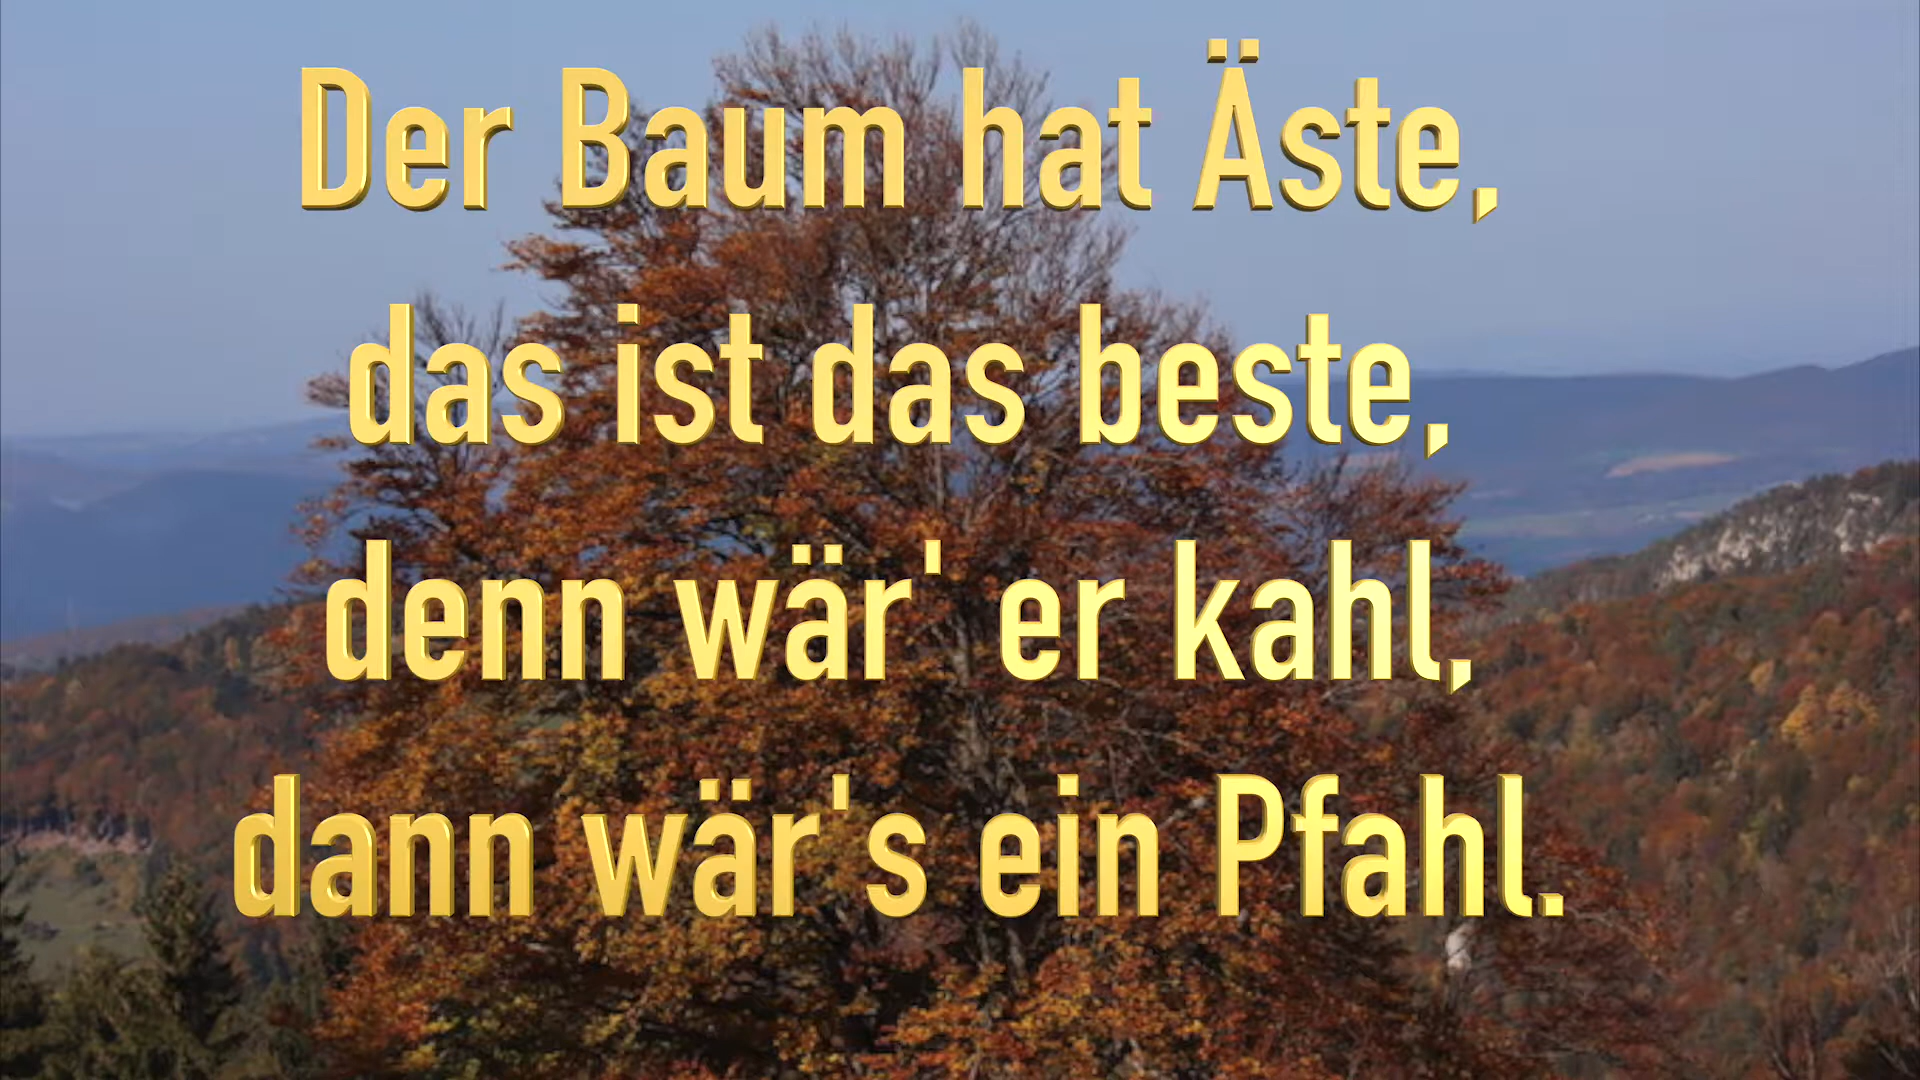 Der Baum hat Äste,
das ist das beste,
denn wär' er kahl,
dann wär's ein Pfahl.